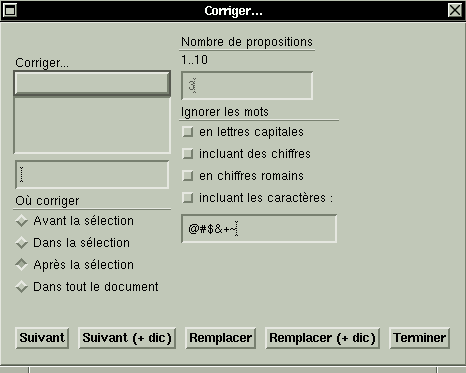 Corriger...
Corriger...
Où corriger
Avant la sélection
Dans la sélection
Après la sélection
Dans tout le document
Nombre de propositions
1..10
Ignorer les mots
en lettres capitales
incluant des chiffres
en chiffres romains
incluant les caractères :
@#$&+~
Suivant
Suivant (+ dic)
Remplacer
Remplacer (+ dic)
Terminer